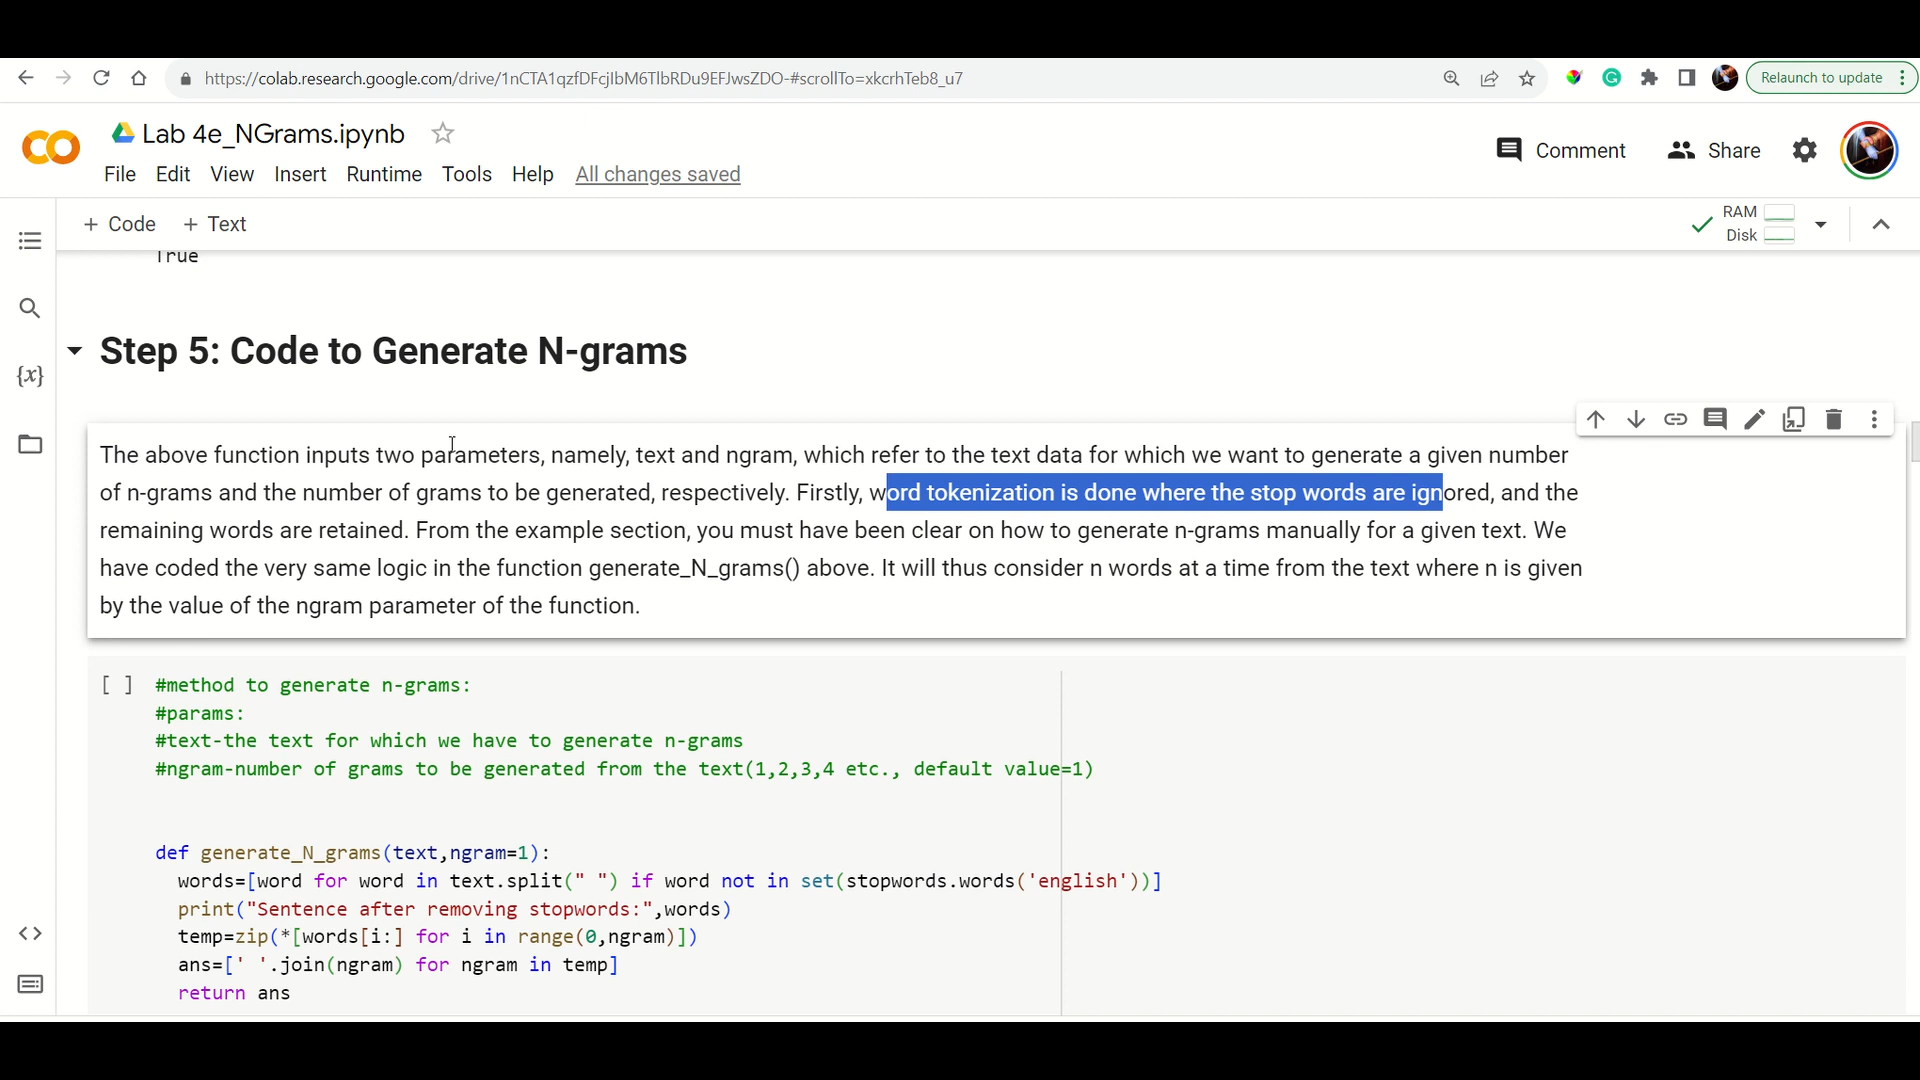 https://colab.research.google.com/drive/1nCTA1qzfDFcjIbM6TlbRDu9EFJwsZDO-#scrollTo=xkcrhTeb8_u7
Relaunch to update
CO
Lab 4e_NGrams.ipynb
Comment
Share
File Edit View Insert Runtime Tools Help All changes saved
+ Code + Text
RAM
Disk
True
{x}
Step 5: Code to Generate N-grams
The above function inputs two parameters, namely, text and ngram, which refer to the text data for which we want to generate a given number
of n-grams and the number of grams to be generated, respectively. Firstly, word tokenization is done where the stop words are ignored, and the
remaining words are retained. From the example section, you must have been clear on how to generate n-grams manually for a given text. We
have coded the very same logic in the function generate_N_grams() above. It will thus consider n words at a time from the text where n is given
by the value of the ngram parameter of the function.
[ ] #method to generate n-grams:
#params:
#text-the text for which we have to generate n-grams
#ngram-number of grams to be generated from the text(1,2,3,4 etc., default value=1)
def generate_N_grams(text,ngram=1):
words=[word for word in text.split(" ") if word not in set(stopwords.words('english'))]
print("Sentence after removing stopwords:",words)
temp=zip(*[words[i:] for i in range(0,ngram)])
ans=[' '.join(ngram) for ngram in temp]
return ans